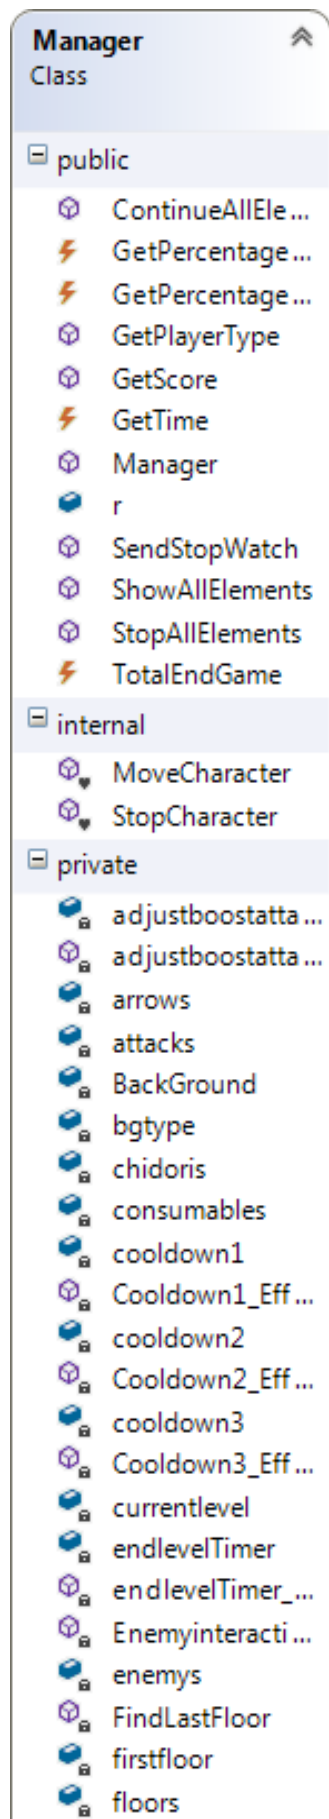 Manager
Class
public
ContinueAllEle...
GetPercentage...
GetPercentage...
GetPlayerType
GetScore
GetTime
Manager
r
SendStopWatch
ShowAllElements
StopAllElements
TotalEndGame
internal
MoveCharacter
StopCharacter
private
adjustboostatta...
adjustboostatta...
arrows
attacks
BackGround
bgtype
chidoris
consumables
cooldown1
Cooldown1_Eff...
cooldown2
Cooldown2_Eff...
cooldown3
Cooldown3_Eff...
currentlevel
endlevelTimer
endlevelTimer_...
Enemyinteracti...
enemys
FindLastFloor
firstfloor
floors